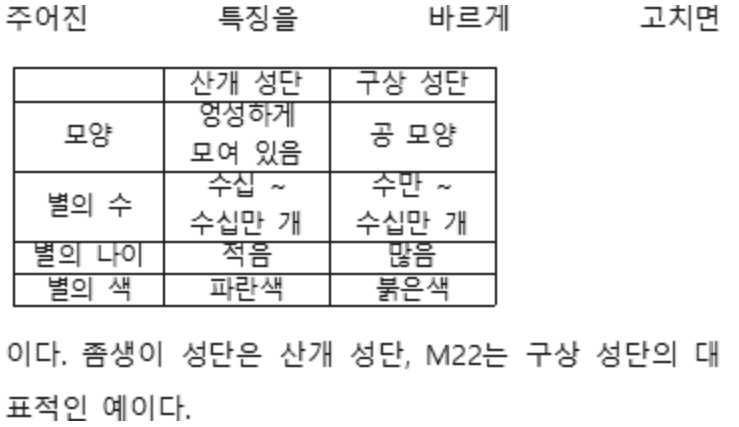 주어진 특징을 바르게 고치면
산개 성단 구상 성단
모양 엉성하게 모여 있음 공 모양
별의 수 수십 ~ 수십만 개 수만 ~ 수십만 개
별의 나이 적음 많음
별의 색 파란색 붉은색
이다. 좀생이 성단은 산개 성단, M22는 구상 성단의 대
표적인 예이다.